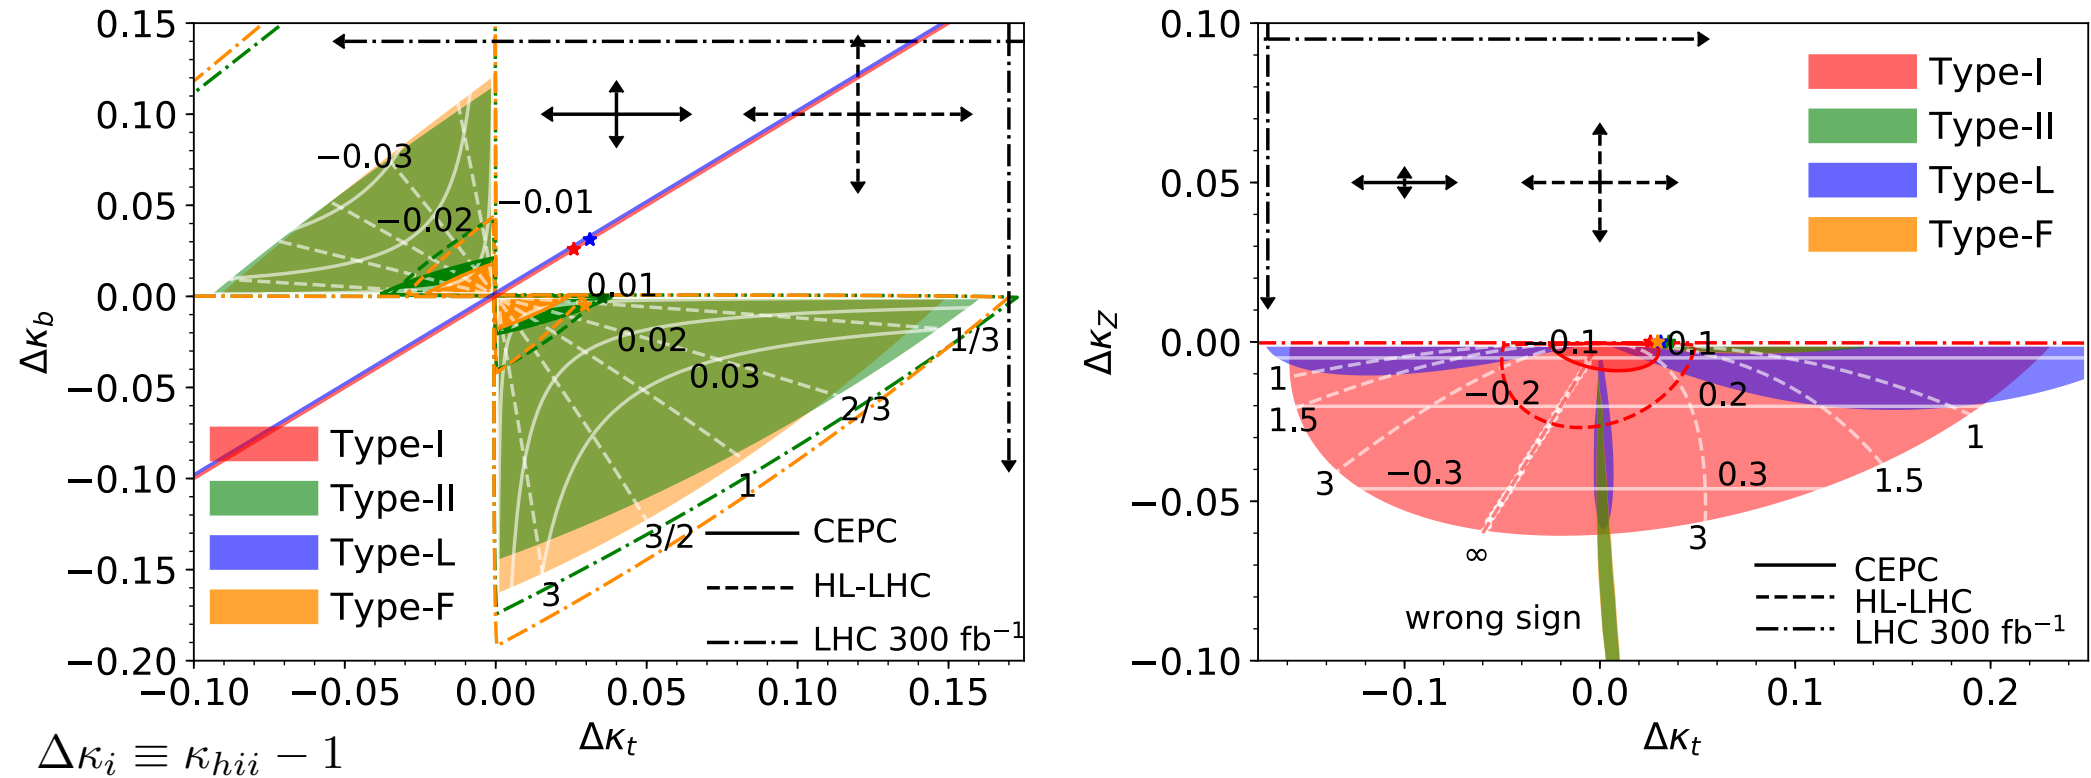 0.15
0.10
0.05
0.00
−0.05
−0.10
−0.15
−0.20
Δκb
−0.03
−0.02
−0.01
0.01
0.02
0.03
1/3
2/3
1
3/2
3
Type-I
Type-II
Type-L
Type-F
CEPC
HL-LHC
LHC 300 fb⁻¹
−0.10
−0.05
0.00
0.05
0.10
0.15
Δκt
Δκi ≡ κhii − 1
0.10
0.05
0.00
−0.05
−0.10
ΔκZ
Type-I
Type-II
Type-L
Type-F
−0.1
0.1
1
−0.2
0.2
1.5
1
3
−0.3
0.3
1.5
∞
3
wrong sign
CEPC
HL-LHC
LHC 300 fb⁻¹
−0.1
0.0
0.1
0.2
Δκt